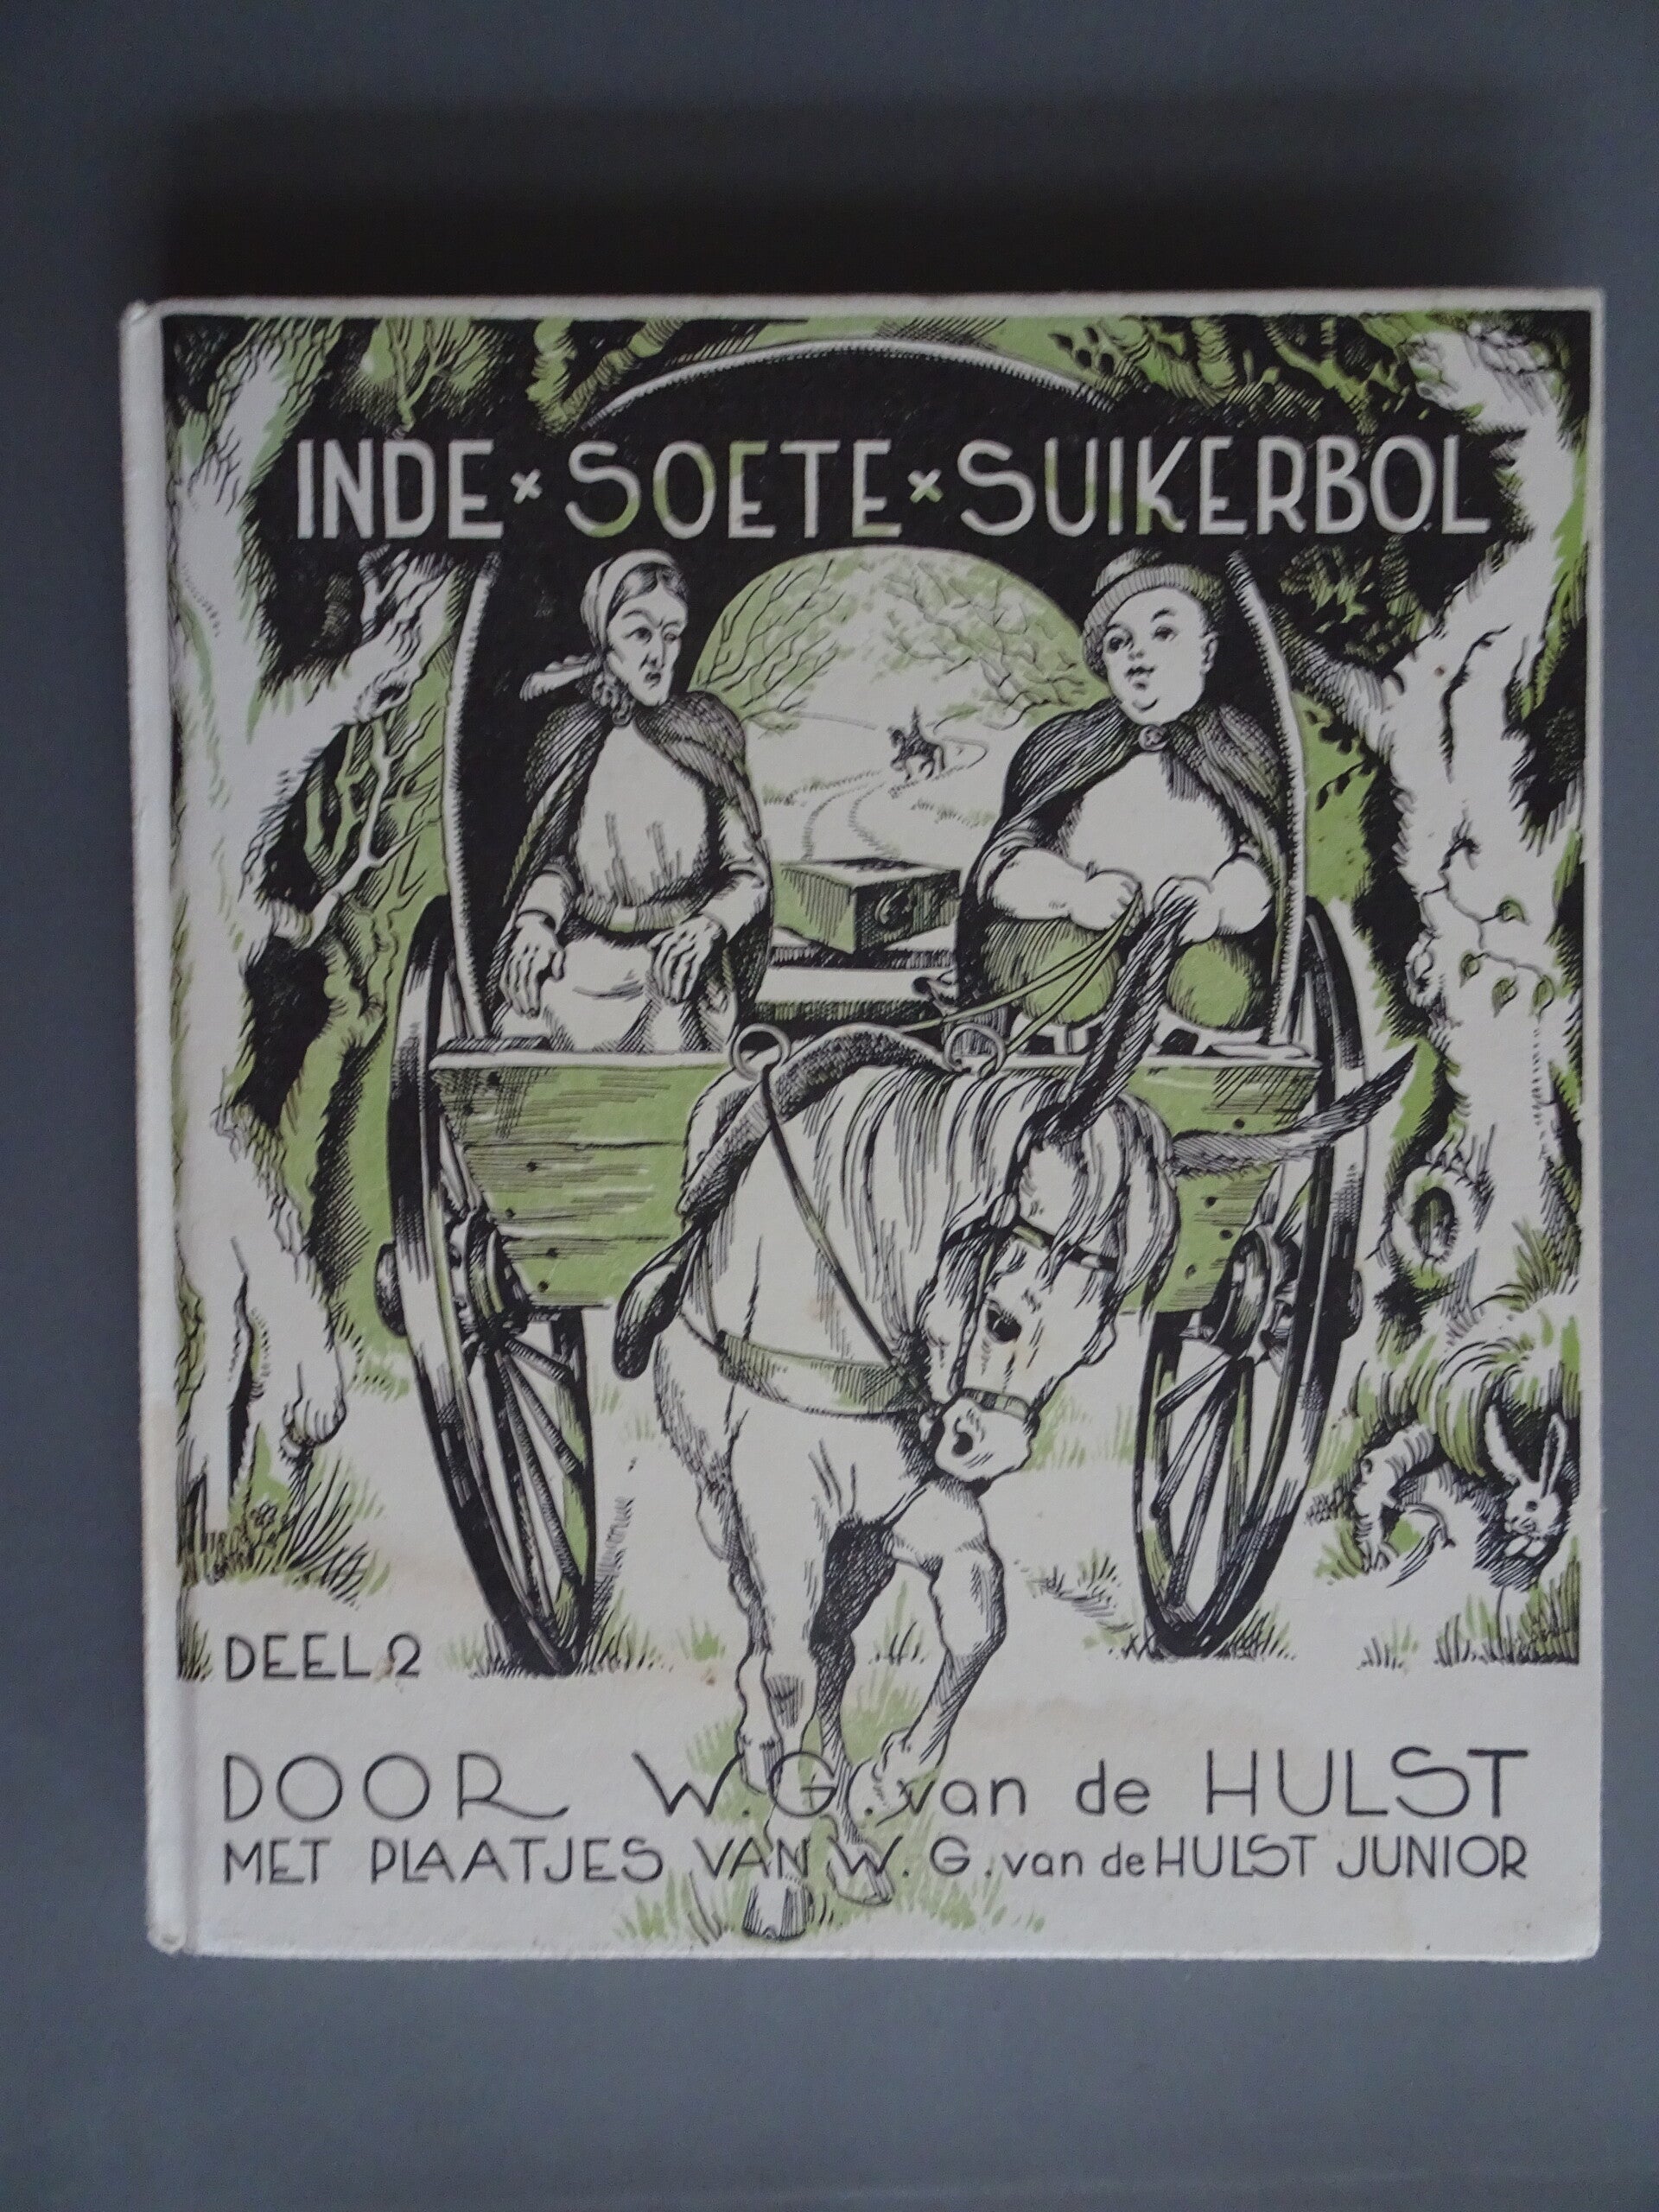 INDE × SOETE × SUIKERBOL
DEEL 2
DOOR W.G. van de HULST
MET PLAATJES VAN W. G. van de HULST JUNIOR